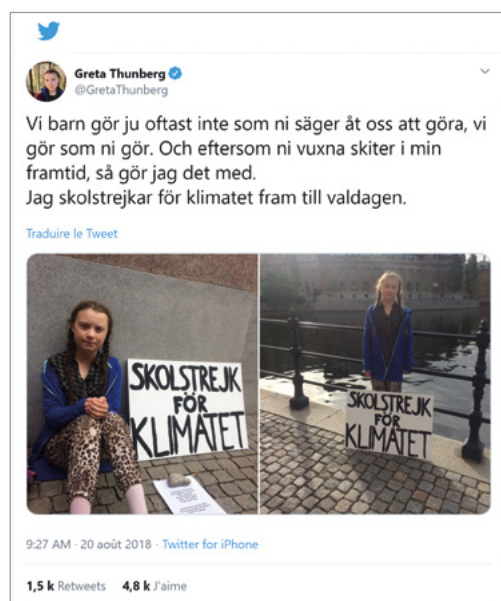 Greta Thunberg
@GretaThunberg
Vi barn gör ju oftast inte som ni säger åt oss att göra, vi
gör som ni gör. Och eftersom ni vuxna skiter i min
framtid, så gör jag det med.
Jag skolstrejkar för klimatet fram till valdagen.
Traduire le Tweet
SKOLSTREJK
FÖR
KLIMATET
SKOLSTREJK
FÖR
KLIMATET
9:27 AM · 20 août 2018 · Twitter for iPhone
1,5 k Retweets 4,8 k J'aime